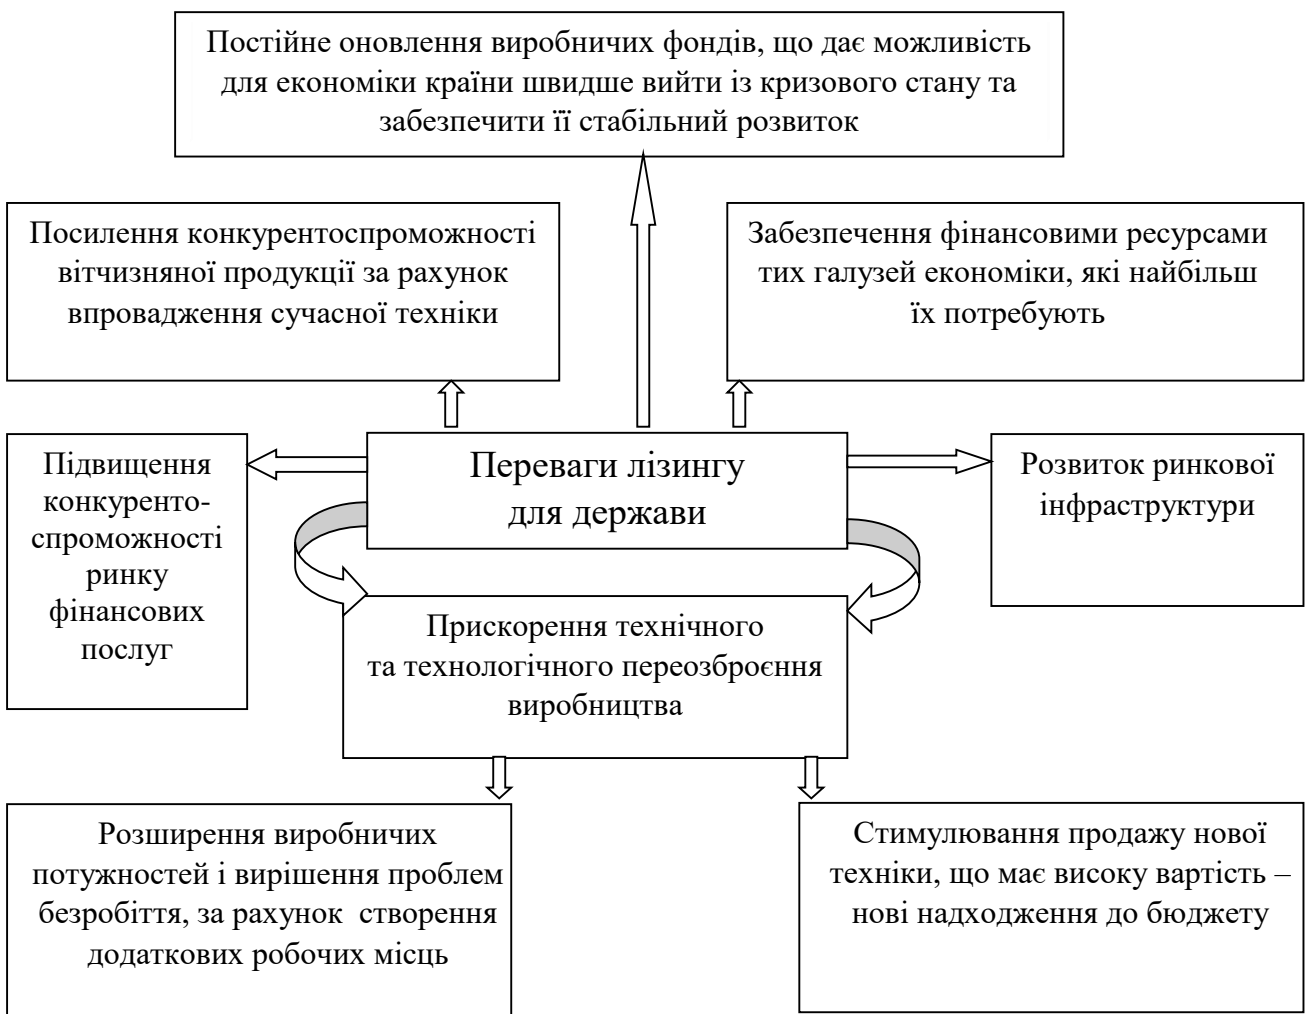 Постійне оновлення виробничих фондів, що дає можливість
для економіки країни швидше вийти із кризового стану та
забезпечити її стабільний розвиток
Посилення конкурентоспроможності
вітчизняної продукції за рахунок
впровадження сучасної техніки
Забезпечення фінансовими ресурсами
тих галузей економіки, які найбільш
їх потребують
Підвищення
конкуренто-
спроможності
ринку
фінансових
послуг
Переваги лізингу
для держави
Розвиток ринкової
інфраструктури
Прискорення технічного
та технологічного переозброєння
виробництва
Розширення виробничих
потужностей і вирішення проблем
безробіття, за рахунок створення
додаткових робочих місць
Стимулювання продажу нової
техніки, що має високу вартість –
нові надходження до бюджету